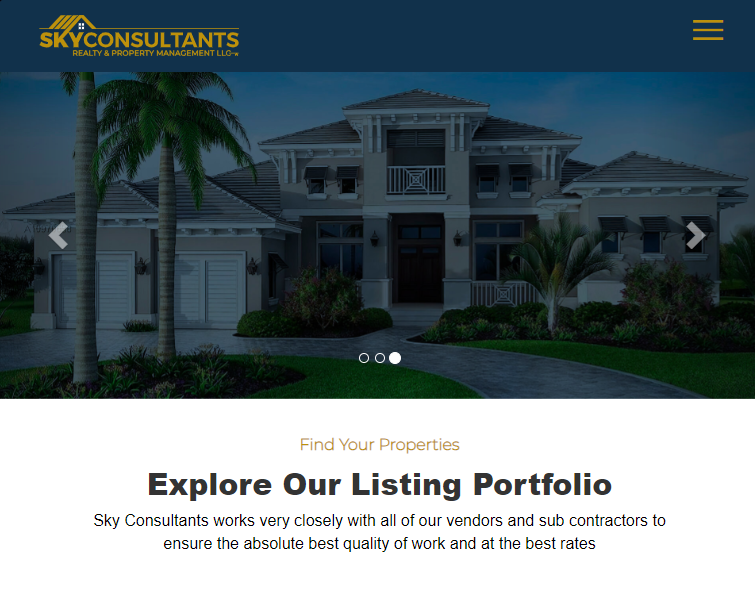 SKYCONSULTANTS
REALTY & PROPERTY MANAGEMENT LLC
Find Your Properties
Explore Our Listing Portfolio
Sky Consultants works very closely with all of our vendors and sub contractors to
ensure the absolute best quality of work and at the best rates